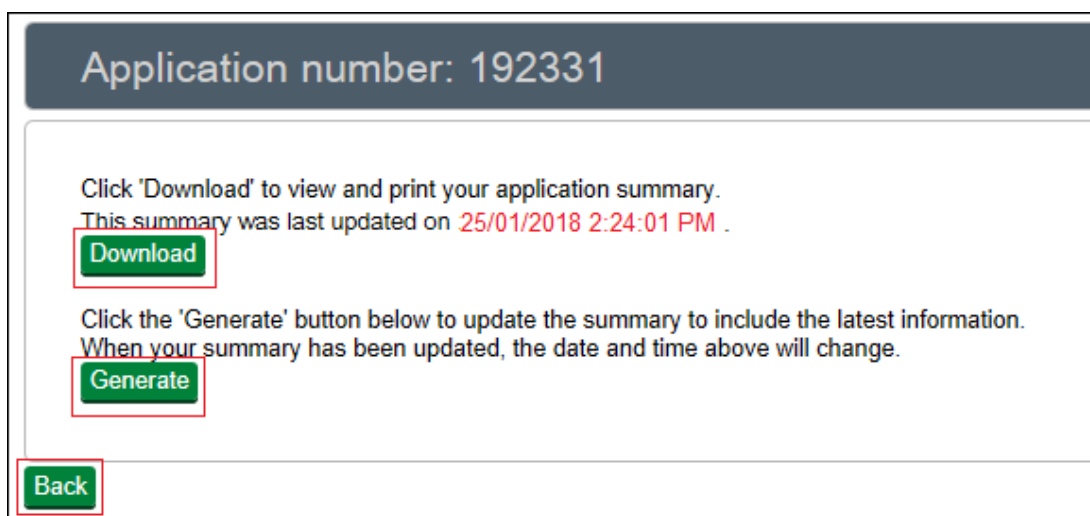 Application number: 192331
Click 'Download' to view and print your application summary.
This summary was last updated on 25/01/2018 2:24:01 PM .
Download
Click the 'Generate' button below to update the summary to include the latest information.
When your summary has been updated, the date and time above will change.
Generate
Back